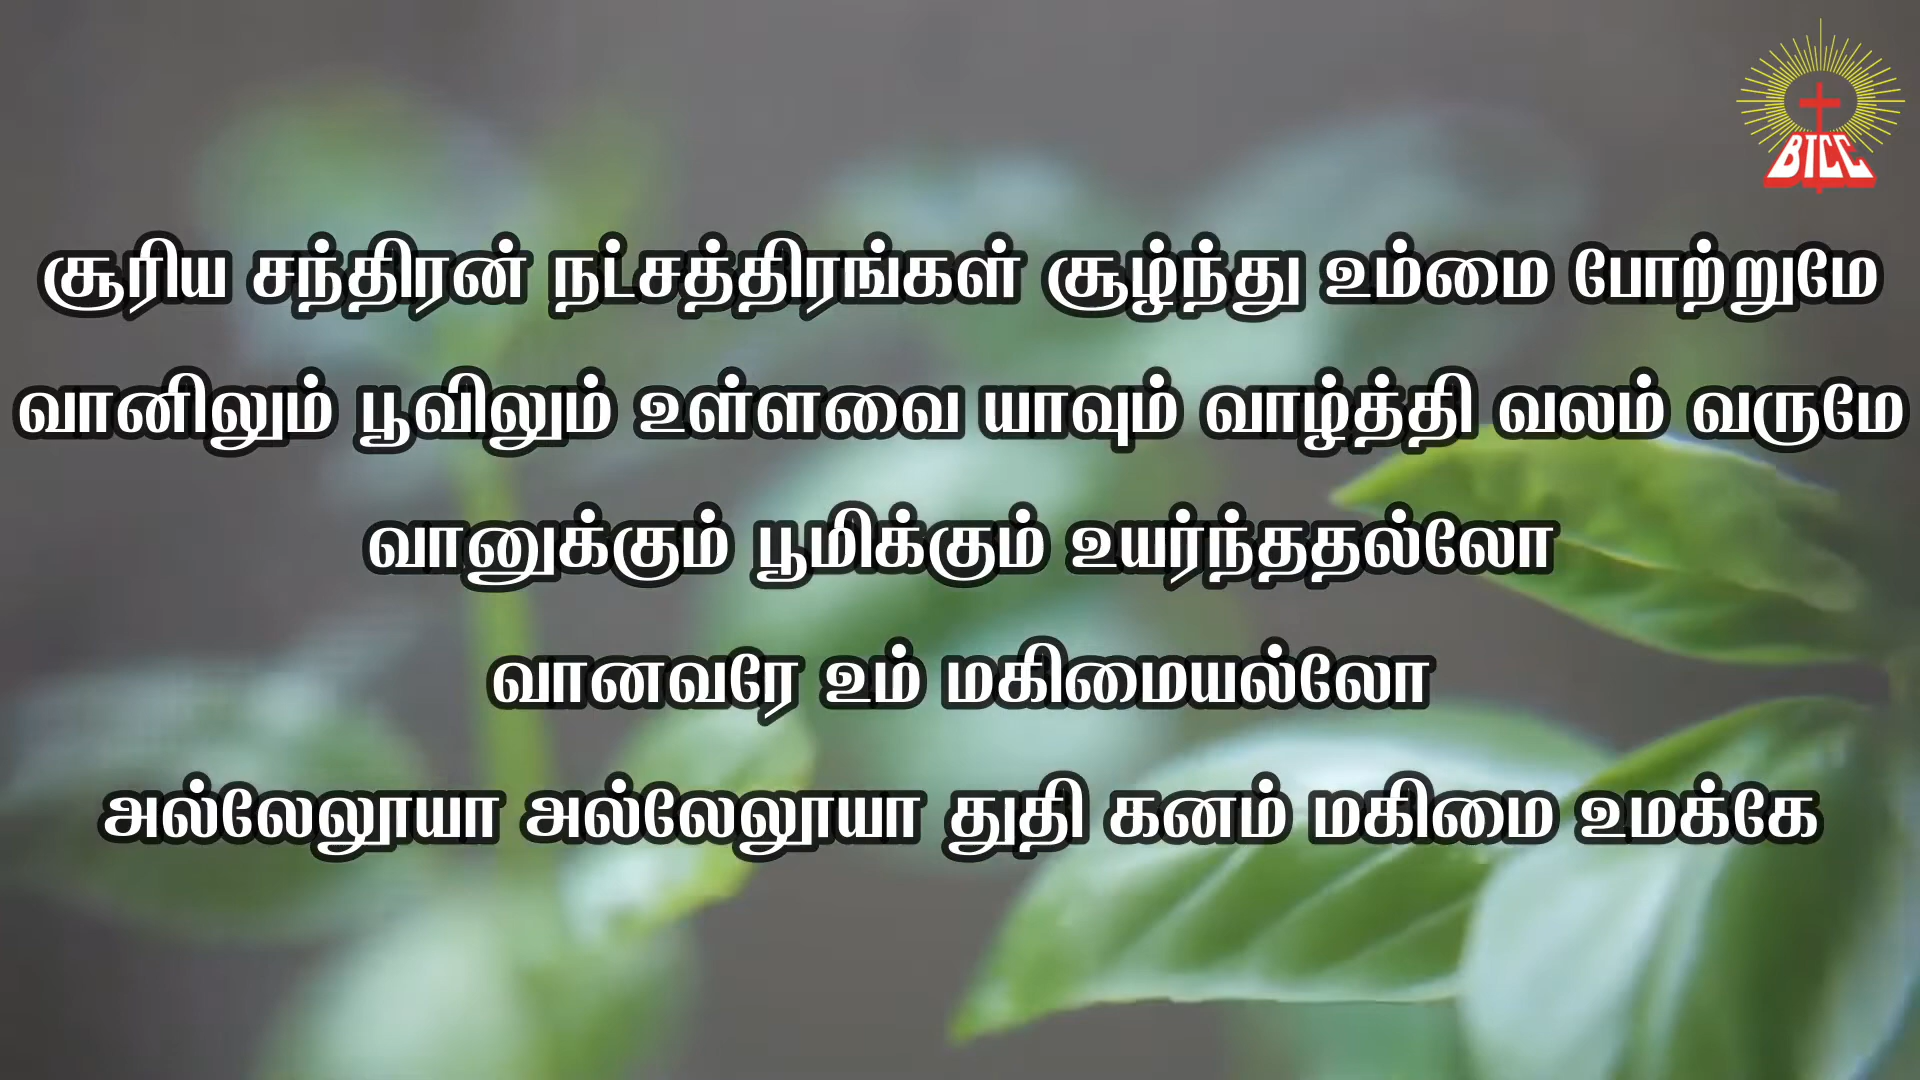 BTCC
சூரிய சந்திரன் நட்சத்திரங்கள் சூழ்ந்து உம்மை போற்றுமே
வானிலும் பூவிலும் உள்ளவை யாவும் வாழ்த்தி வலம் வருமே
வானுக்கும் பூமிக்கும் உயர்ந்ததல்லோ
வானவரே உம் மகிமையல்லோ
அல்லேலூயா அல்லேலூயா துதி கனம் மகிமை உமக்கே